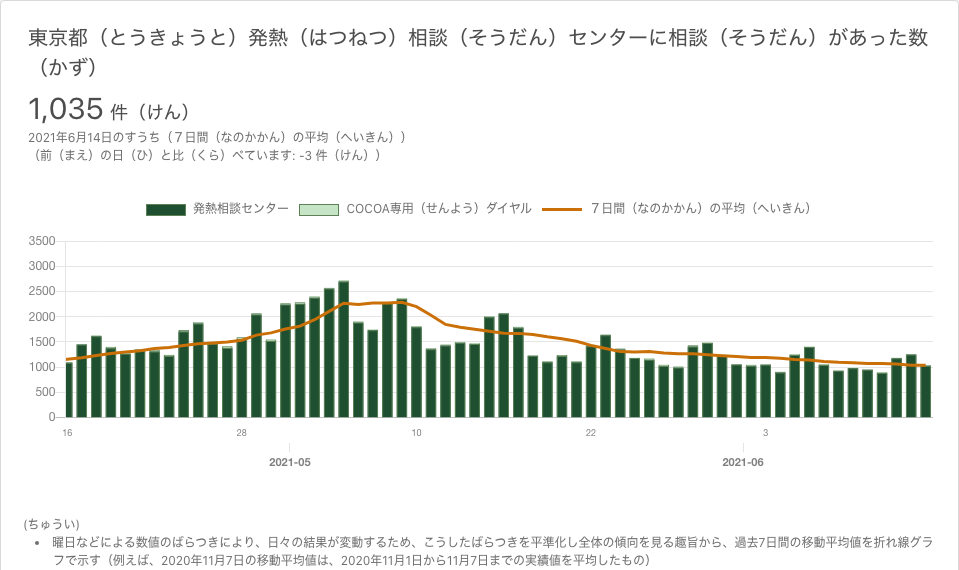 東京都（とうきょうと）発熱（はつねつ）相談（そうだん）センターに相談（そうだん）があった数
（かず）
1,035 件（けん）
2021年6月14日のすうち（７日間（なのかかん）の平均（へいきん））
（前（まえ）の日（ひ）と比（くら）べています: -3 件（けん））
発熱相談センター COCOA専用（せんよう）ダイヤル ７日間（なのかかん）の平均（へいきん）
3500
3000
2500
2000
1500
1000
500
0
16 28 10 22 3
2021-05 2021-06
(ちゅうい)
• 曜日などによる数値のばらつきにより、日々の結果が変動するため、こうしたばらつきを平準化し全体の傾向を見る趣旨から、過去7日間の移動平均値を折れ線グラ
フで示す（例えば、2020年11月7日の移動平均値は、2020年11月1日から11月7日までの実績値を平均したもの）